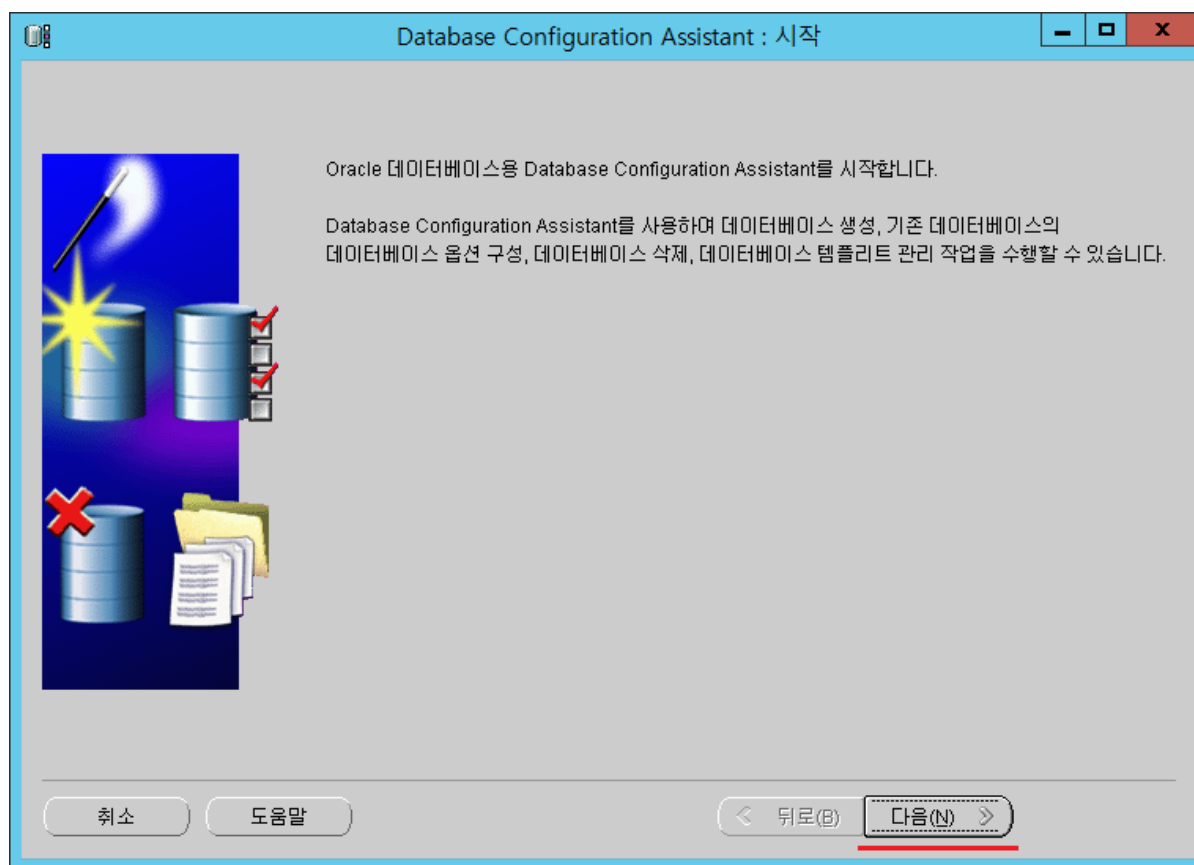 Database Configuration Assistant : 시작
Oracle 데이터베이스용 Database Configuration Assistant를 시작합니다.
Database Configuration Assistant를 사용하여 데이터베이스 생성, 기존 데이터베이스의
데이터베이스 옵션 구성, 데이터베이스 삭제, 데이터베이스 템플리트 관리 작업을 수행할 수 있습니다.
취소
도움말
뒤로(B)
다음(N)